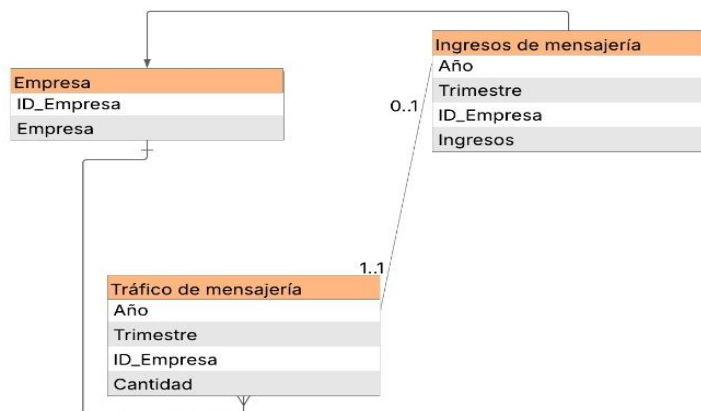 Ingresos de mensajería
Año
Trimestre
ID_Empresa
Ingresos
Empresa
ID_Empresa
Empresa
0..1
1..1
Tráfico de mensajería
Año
Trimestre
ID_Empresa
Cantidad